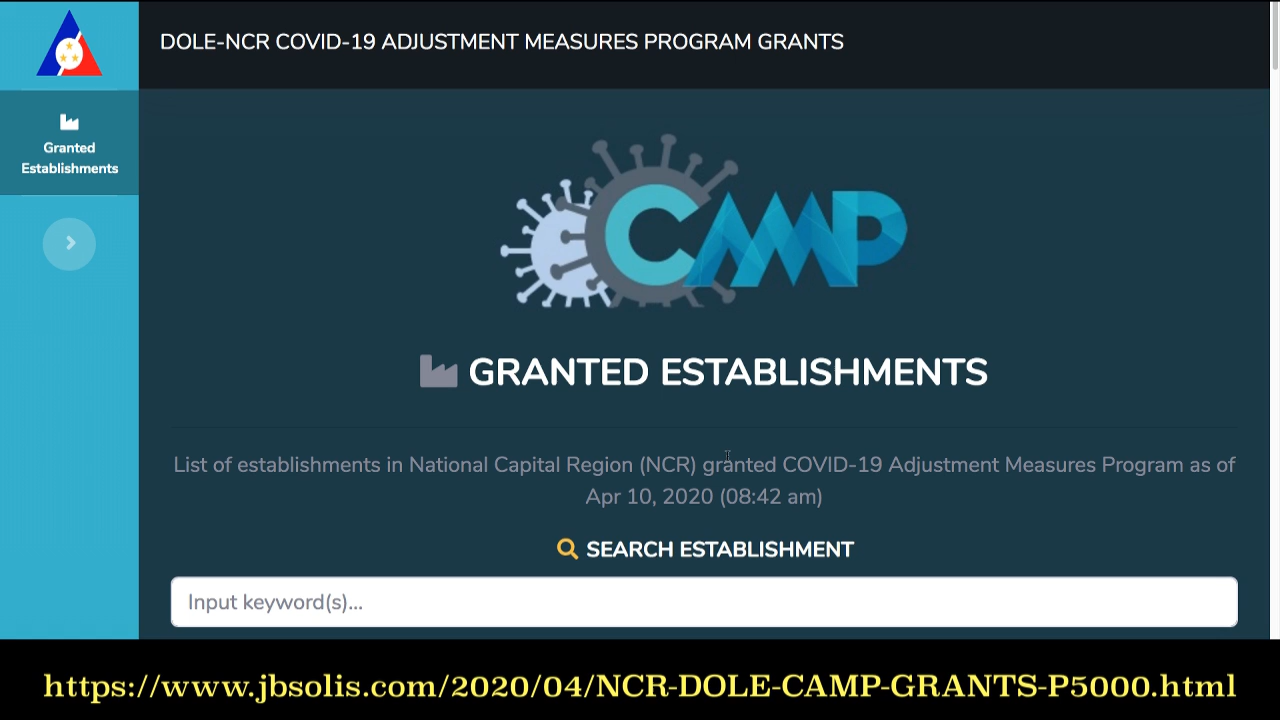 DOLE-NCR COVID-19 ADJUSTMENT MEASURES PROGRAM GRANTS
Granted
Establishments
CAMP
GRANTED ESTABLISHMENTS
List of establishments in National Capital Region (NCR) granted COVID-19 Adjustment Measures Program as of
Apr 10, 2020 (08:42 am)
SEARCH ESTABLISHMENT
Input keyword(s)...
https://www.jbsolis.com/2020/04/NCR-DOLE-CAMP-GRANTS-P5000.html